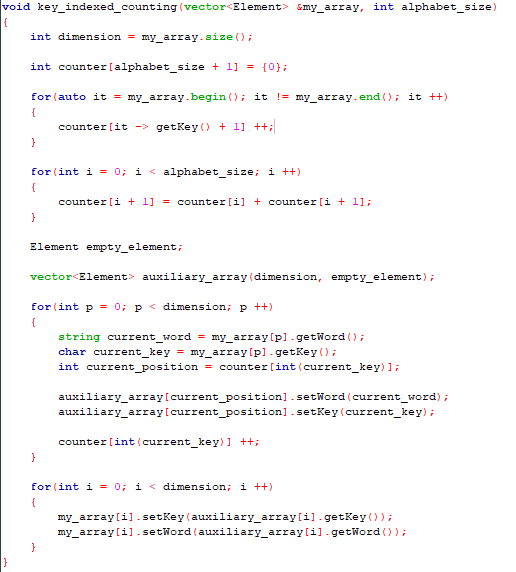 void key_indexed_counting(vector<Element> &my_array, int alphabet_size)
{
    int dimension = my_array.size();

    int counter[alphabet_size + 1] = {0};

    for(auto it = my_array.begin(); it != my_array.end(); it ++)
    {
        counter[it -> getKey() + 1] ++;
    }

    for(int i = 0; i < alphabet_size; i ++)
    {
        counter[i + 1] = counter[i] + counter[i + 1];
    }

    Element empty_element;

    vector<Element> auxiliary_array(dimension, empty_element);

    for(int p = 0; p < dimension; p ++)
    {
        string current_word = my_array[p].getWord();
        char current_key = my_array[p].getKey();
        int current_position = counter[int(current_key)];

        auxiliary_array[current_position].setWord(current_word);
        auxiliary_array[current_position].setKey(current_key);

        counter[int(current_key)] ++;
    }

    for(int i = 0; i < dimension; i ++)
    {
        my_array[i].setKey(auxiliary_array[i].getKey());
        my_array[i].setWord(auxiliary_array[i].getWord());
    }
}